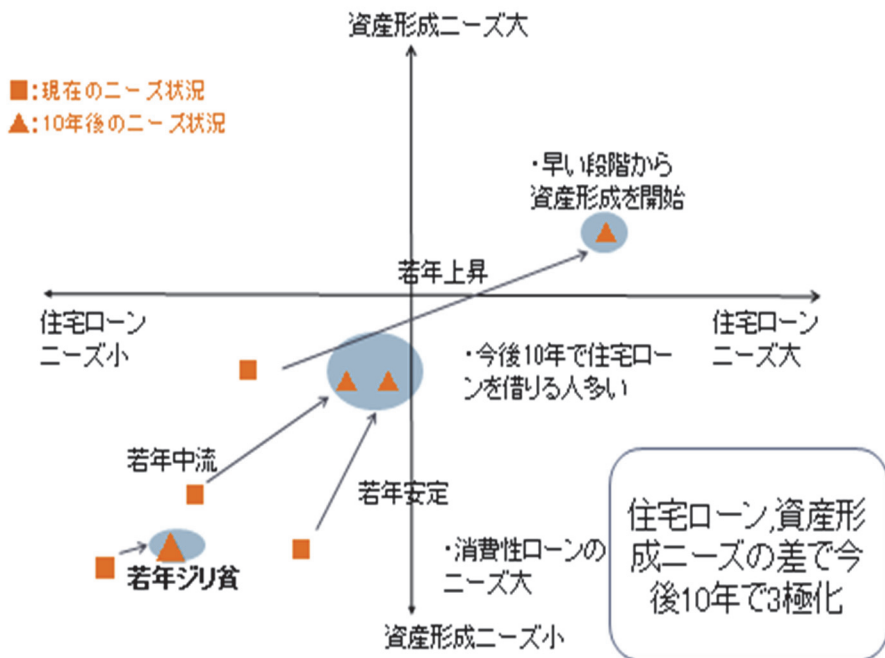 資産形成ニーズ大
■:現在のニーズ状況
▲:10年後のニーズ状況
・早い段階から
資産形成を開始
若年上昇
住宅ローン
ニーズ小
住宅ローン
ニーズ大
・今後10年で住宅ロー
ンを借りる人多い
若年中流
若年安定
若年ジリ貧
・消費性ローンの
ニーズ大
資産形成ニーズ小
住宅ローン,資産形
成ニーズの差で今
後10年で3極化